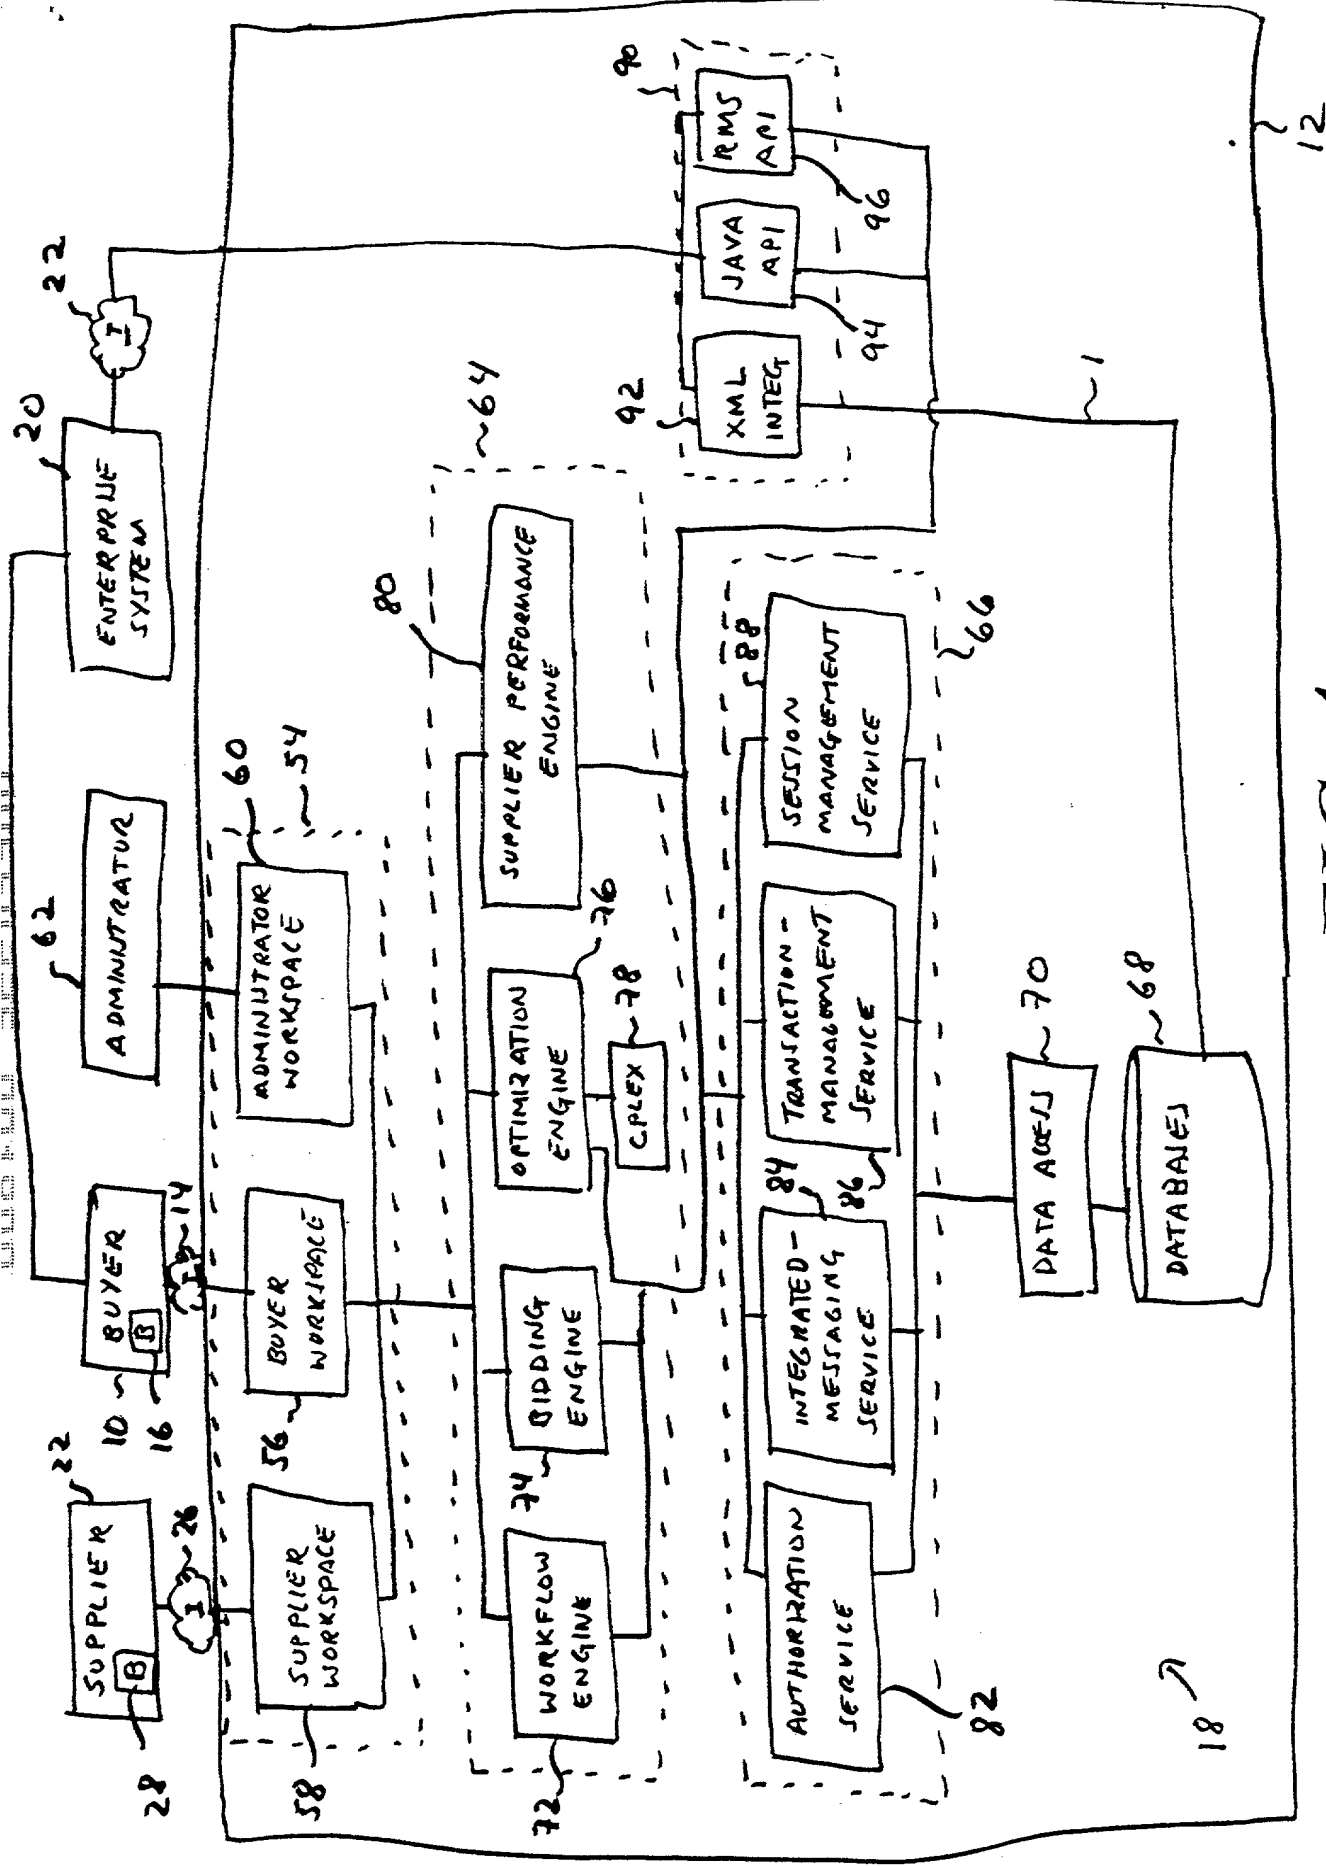 20
22
62
22
SUPPLIER
B
28
26
BUYER
B
10
16
14
ADMINISTRATOR
ENTERPRISE
SYSTEM
I
I
60
54
SUPPLIER
WORKSPACE
58
BUYER
WORKSPACE
56
ADMINISTRATOR
WORKSPACE
64
80
WORKFLOW
ENGINE
72
BIDDING
ENGINE
74
OPTIMIZATION
ENGINE
76
CPLEX
78
SUPPLIER PERFORMANCE
ENGINE
90
92
XML
INTEG
JAVA
API
94
RMS
API
96
AUTHORIZATION
SERVICE
82
INTEGRATED-
MESSAGING
SERVICE
84
TRANSACTION-
MANAGEMENT
SERVICE
86
SESSION
MANAGEMENT
SERVICE
88
66
1
DATA ACCESS
70
DATABASES
68
18
12